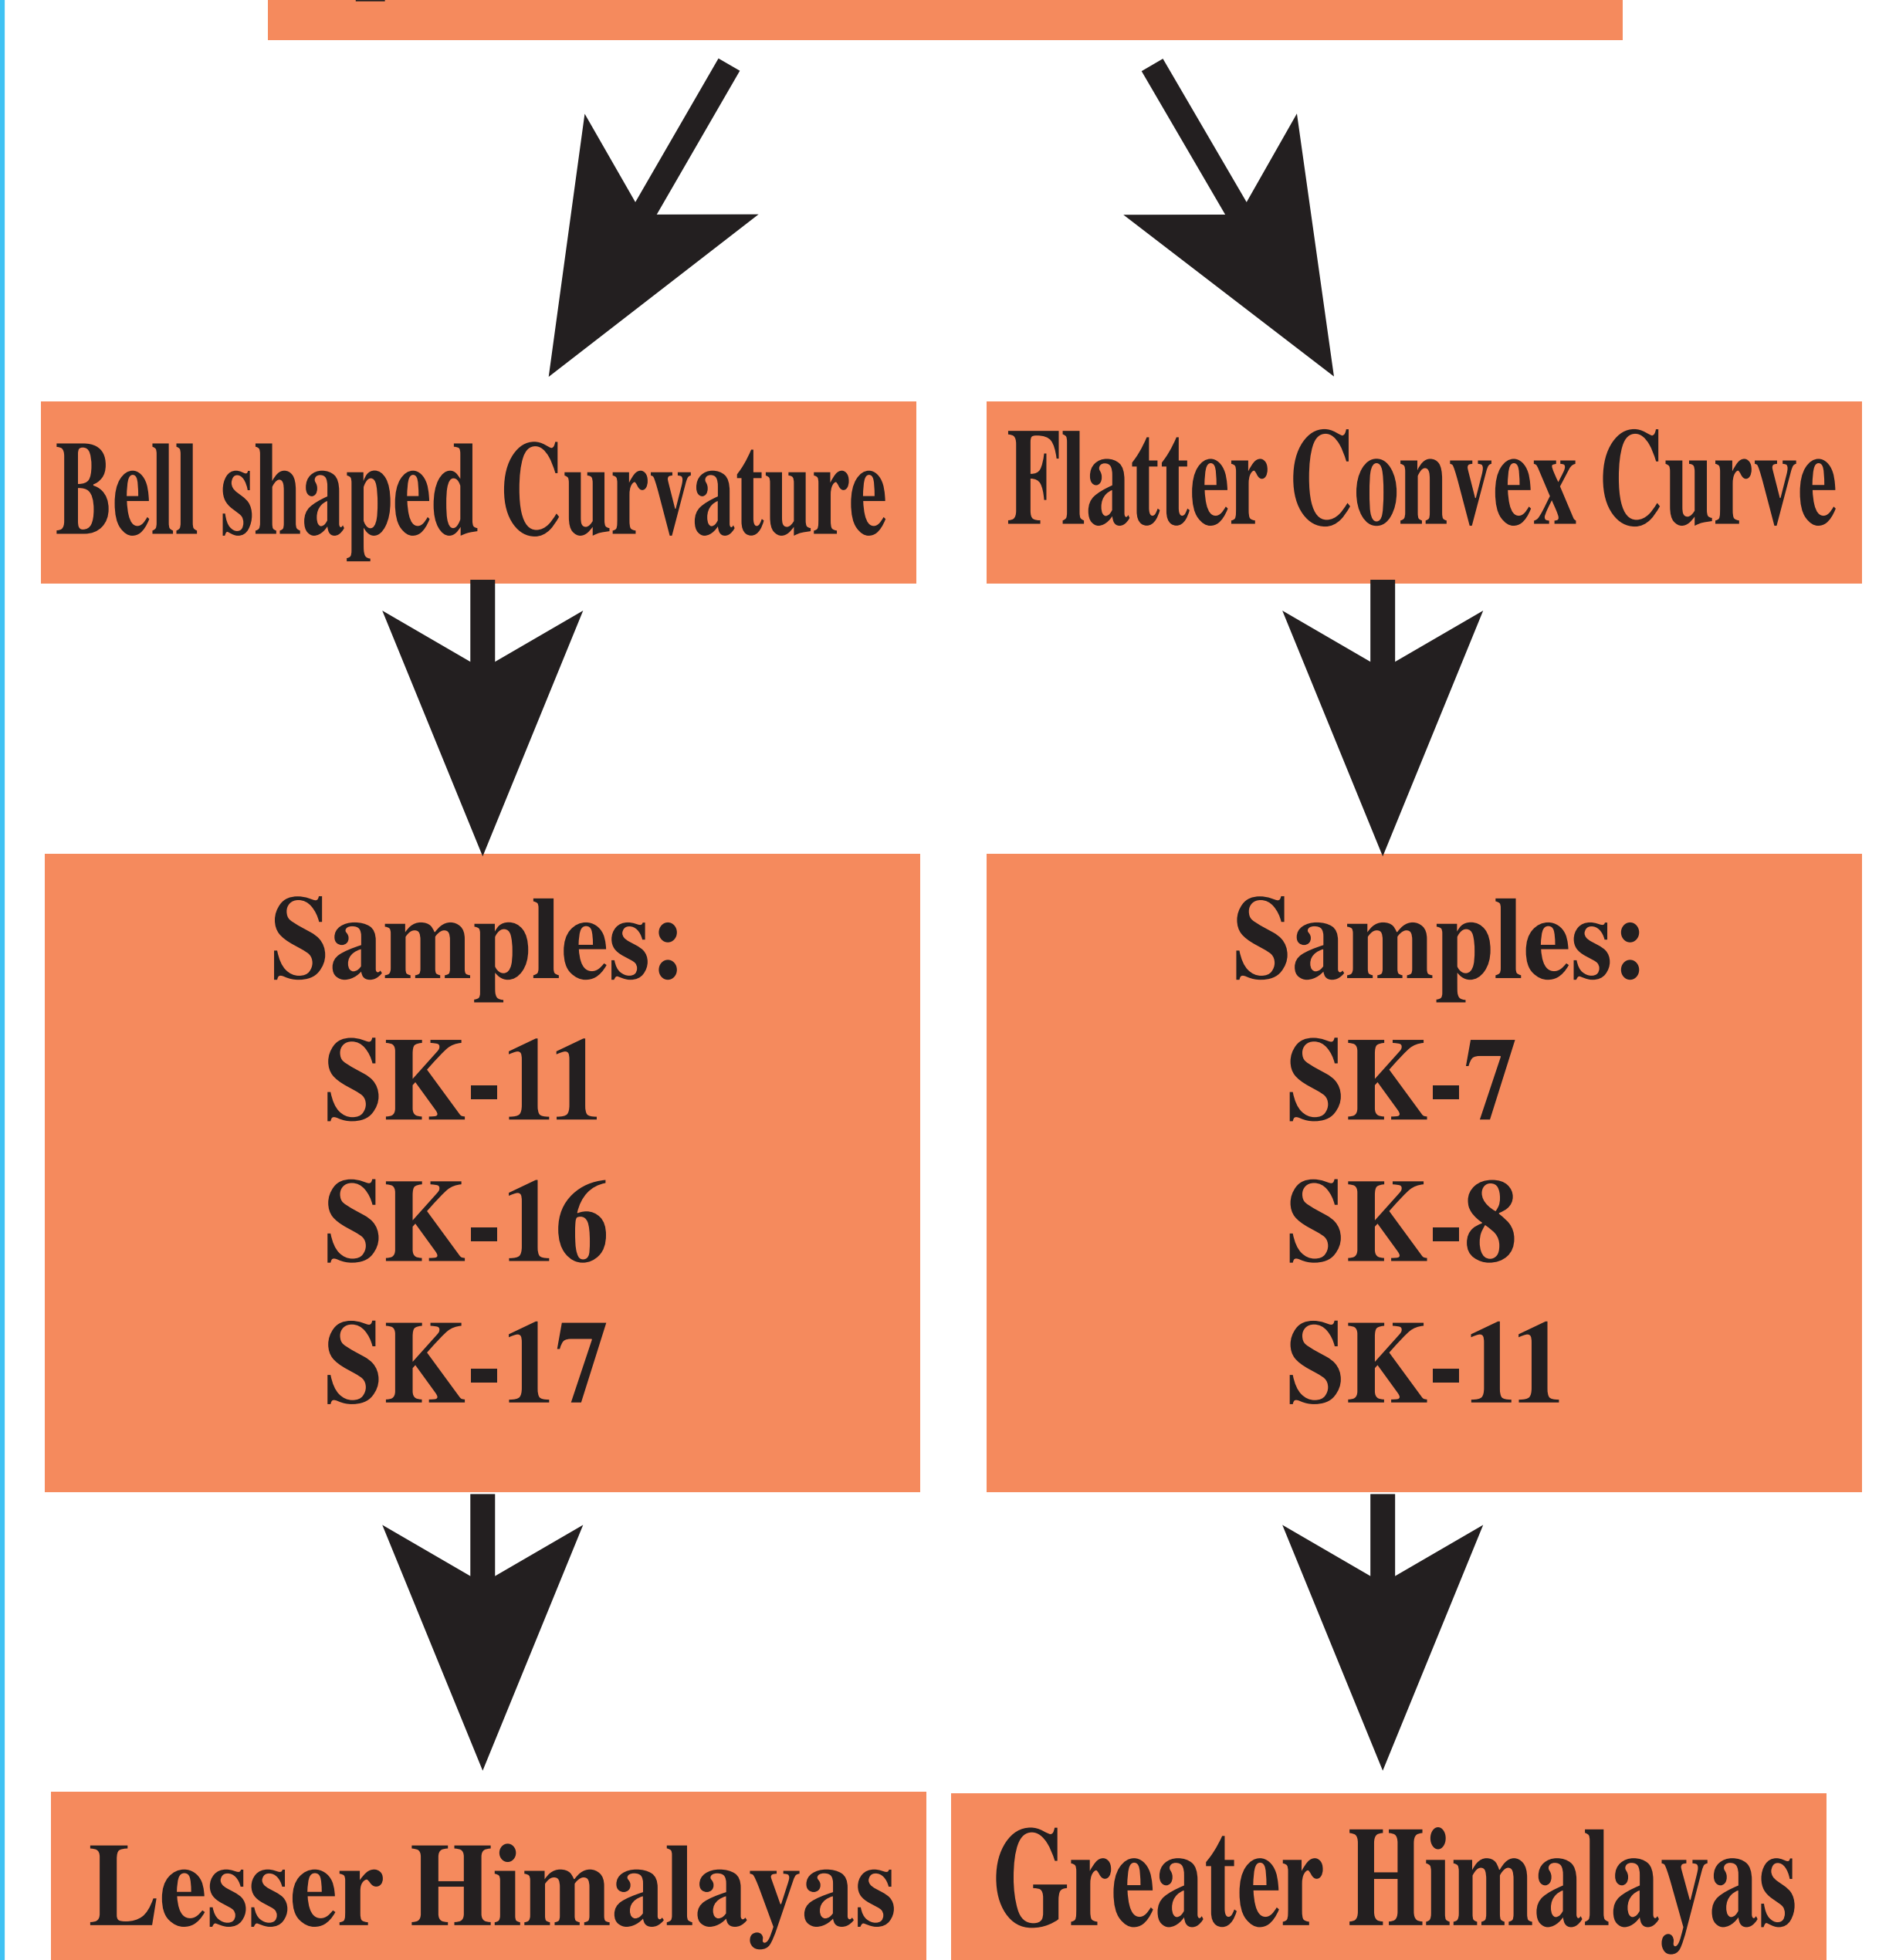 Bell shaped Curvature
Flatter Convex Curve
Samples:
SK-11
SK-16
SK-17
Samples:
SK-7
SK-8
SK-11
Lesser Himalayas
Greater Himalayas